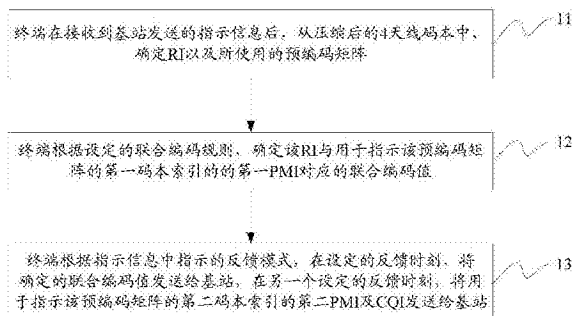 终端在接收到基站发送的指示信息后，从压缩后的4天线码本中，
确定RI以及所使用的预编码矩阵
11
终端根据设定的联合编码规则，确定该RI与用于指示该预编码矩
阵的第一码本索引的的第一PMI对应的联合编码值
12
终端根据指示信息中指示的反馈模式，在设定的反馈时刻，将
确定的联合编码值发送给基站，在另一个设定的反馈时刻，将用
于指示该预编码矩阵的第二码本索引的第二PMI及CQI发送给基站
13